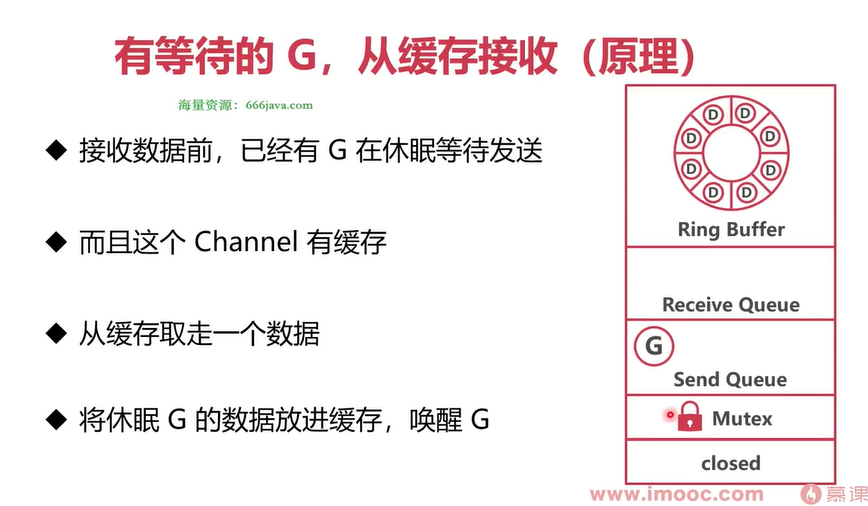 有等待的 G，从缓存接收（原理）
海量资源：666java.com
接收数据前，已经有 G 在休眠等待发送
而且这个 Channel 有缓存
从缓存取走一个数据
将休眠 G 的数据放进缓存，唤醒 G
D D
D D
D D
D D
Ring Buffer
Receive Queue
G
Send Queue
Mutex
closed
www.imooc.com 慕课